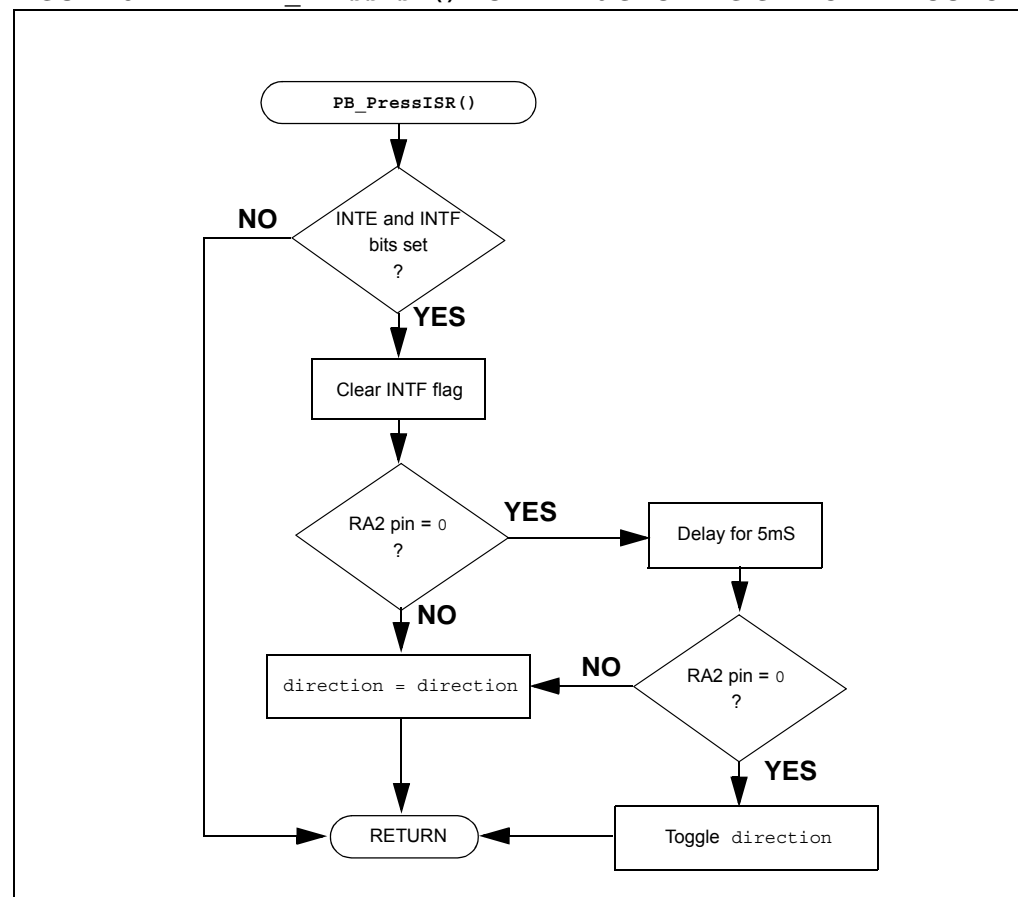 PB_PressISR()
INTE and INTF
bits set
?
NO
YES
Clear INTF flag
RA2 pin = 0
?
YES
Delay for 5mS
NO
direction = direction
NO
RA2 pin = 0
?
YES
RETURN
Toggle direction